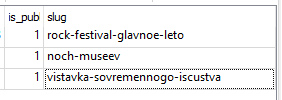 is_pub slug
1 rock-festival-glavnoe-leto
1 noch-museev
1 vistavka-sovremennogo-iscustva